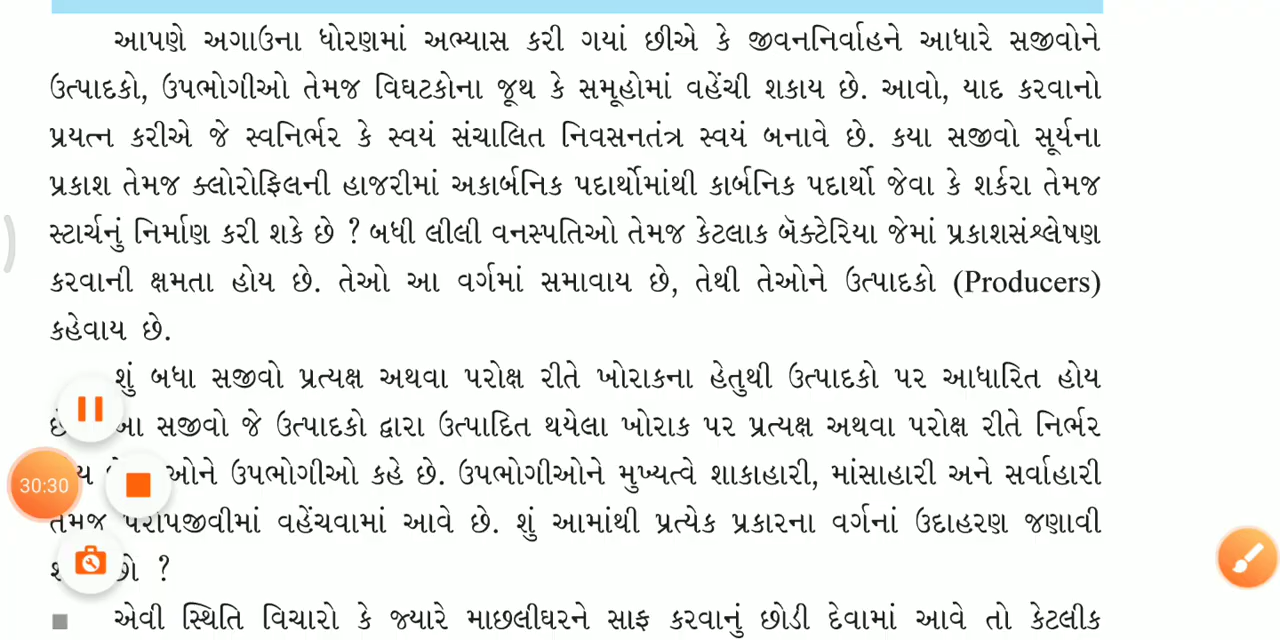 આપણે અગાઉના ધોરણમાં અભ્યાસ કરી ગયાં છીએ કે જીવનનિર્વાહને આધારે સજીવોને
ઉત્પાદકો, ઉપભોગીઓ તેમજ વિઘટકોના જૂથ કે સમૂહોમાં વહેંચી શકાય છે. આવો, યાદ કરવાનો
પ્રયત્ન કરીએ જે સ્વનિર્ભર કે સ્વયં સંચાલિત નિવસનતંત્ર સ્વયં બનાવે છે. કયા સજીવો સૂર્યના
પ્રકાશ તેમજ ક્લોરોફિલની હાજરીમાં અકાર્બનિક પદાર્થોમાંથી કાર્બનિક પદાર્થો જેવા કે શર્કરા તેમજ
સ્ટાર્ચનું નિર્માણ કરી શકે છે ? બધી લીલી વનસ્પતિઓ તેમજ કેટલાક બૅક્ટેરિયા જેમાં પ્રકાશસંશ્લેષણ
કરવાની ક્ષમતા હોય છે. તેઓ આ વર્ગમાં સમાવાય છે, તેથી તેઓને ઉત્પાદકો (Producers)
કહેવાય છે.
શું બધા સજીવો પ્રત્યક્ષ અથવા પરોક્ષ રીતે ખોરાકના હેતુથી ઉત્પાદકો પર આધારિત હોય
આ સજીવો જે ઉત્પાદકો દ્વારા ઉત્પાદિત થયેલા ખોરાક પર પ્રત્યક્ષ અથવા પરોક્ષ રીતે નિર્ભર
ઉપભોગીઓ કહે છે. ઉપભોગીઓને મુખ્યત્વે શાકાહારી, માંસાહારી અને સર્વાહારી
30:30
તેમજ પરોપજીવીમાં વહેંચવામાં આવે છે. શું આમાંથી પ્રત્યેક પ્રકારના વર્ગનાં ઉદાહરણ જણાવી
છો ?
એવી સ્થિતિ વિચારો કે જ્યારે માછલીઘરને સાફ કરવાનું છોડી દેવામાં આવે તો કેટલીક